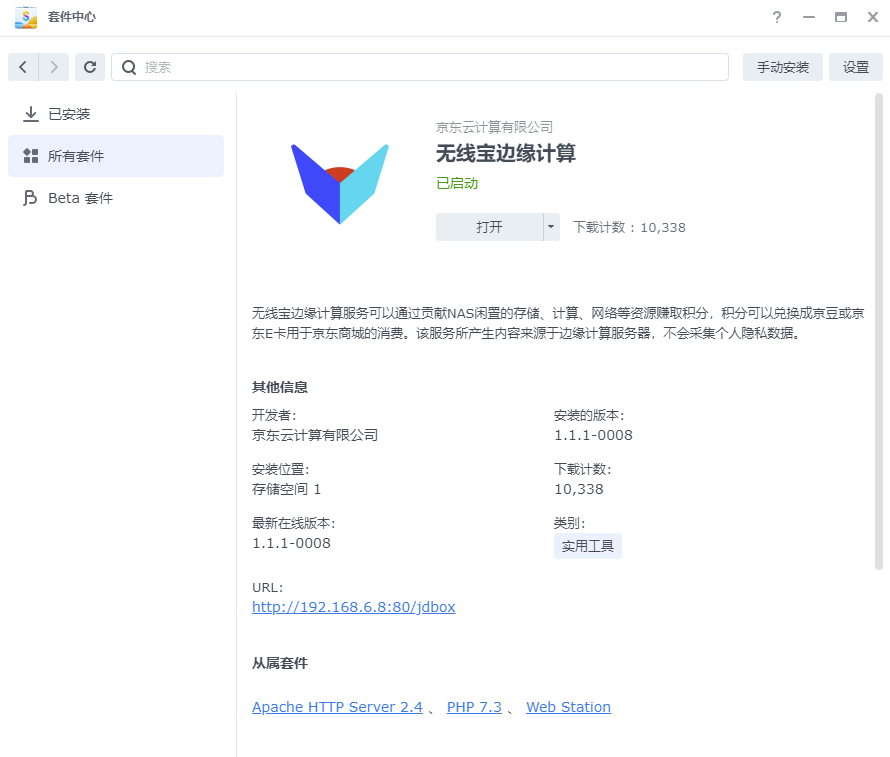 套件中心
搜索
手动安装
设置
已安装
所有套件
Beta 套件
京东云计算有限公司
无线宝边缘计算
已启动
打开
下载计数 : 10,338
无线宝边缘计算服务可以通过贡献NAS闲置的存储、计算、网络等资源赚取积分，积分可以兑换成京豆或京
东E卡用于京东商城的消费。该服务所产生内容来源于边缘计算服务器，不会采集个人隐私数据。
其他信息
开发者:
京东云计算有限公司
安装的版本:
1.1.1-0008
安装位置:
存储空间 1
下载计数:
10,338
最新在线版本:
1.1.1-0008
类别:
实用工具
URL:
http://192.168.6.8:80/jdbox
从属套件
Apache HTTP Server 2.4 、 PHP 7.3 、 Web Station